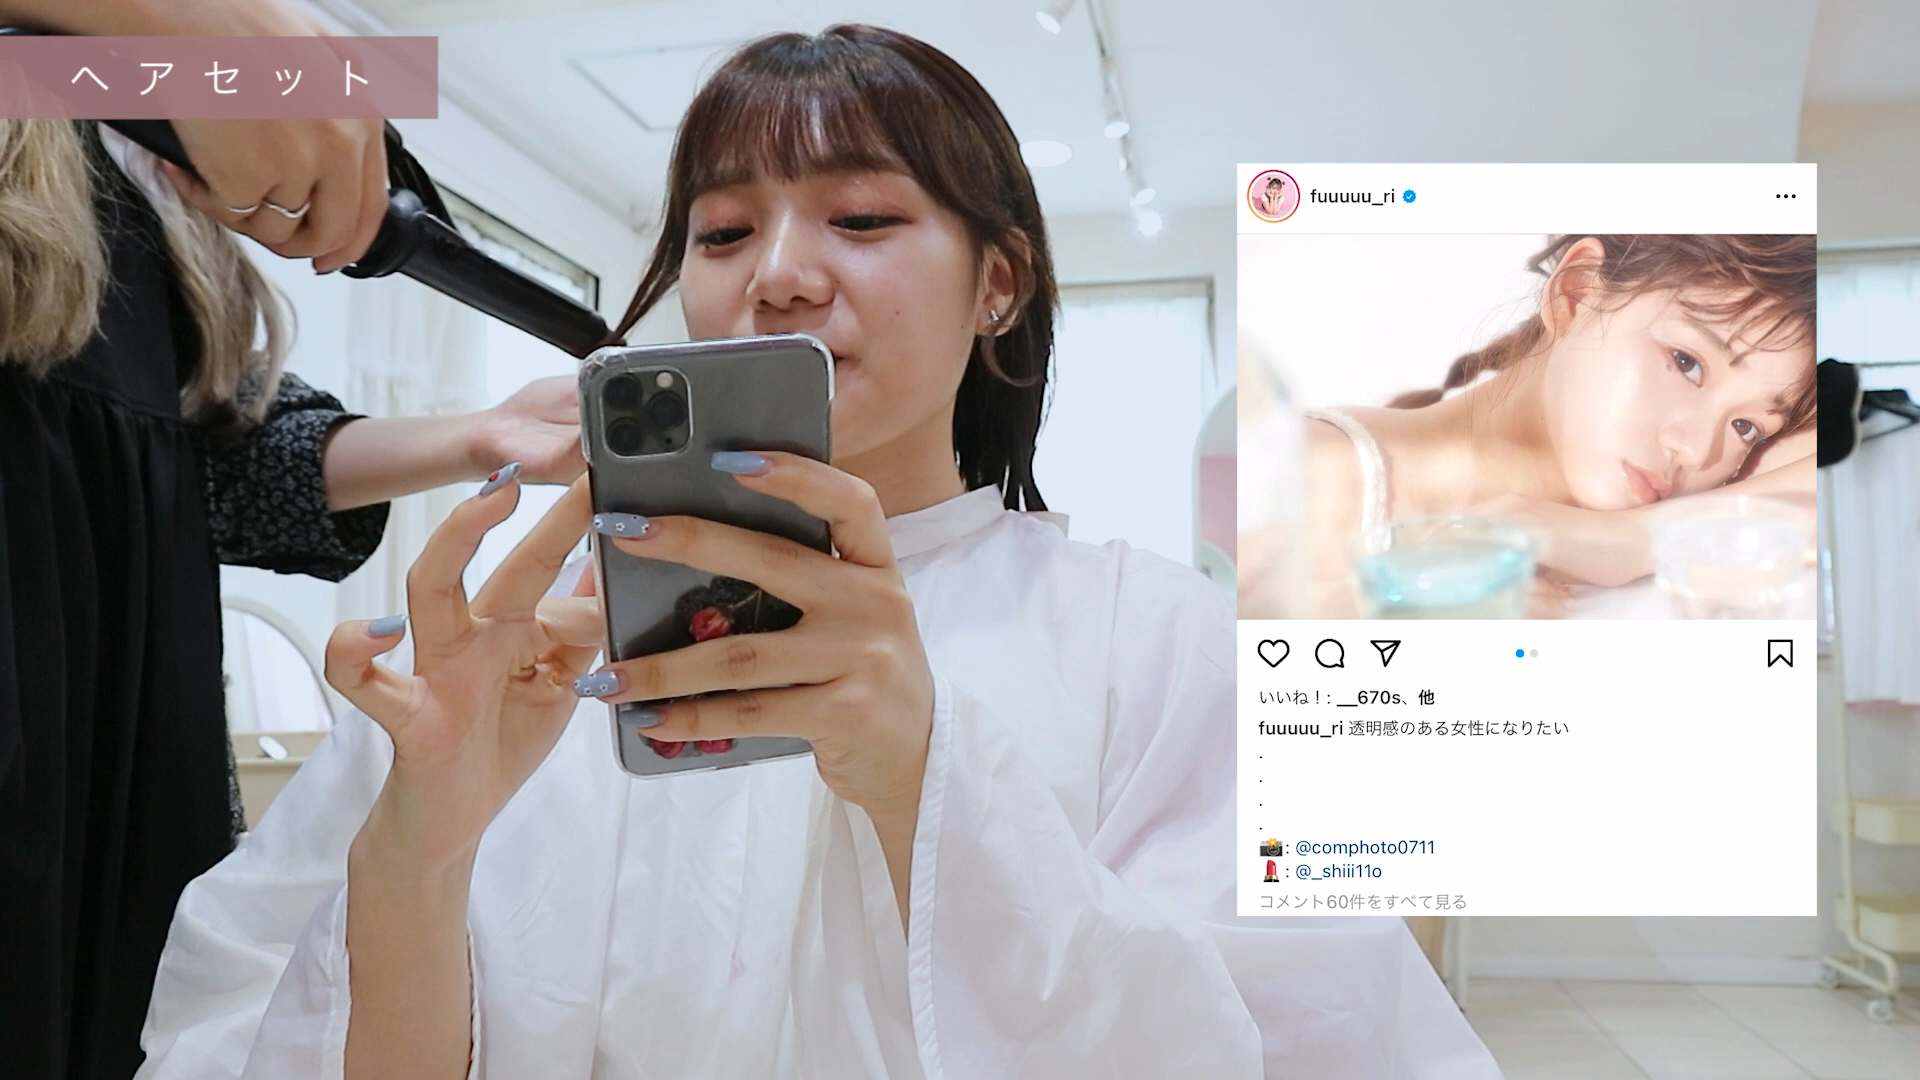 ヘアセット
fuuuuu_ri
いいね！: __670s、他
fuuuuu_ri 透明感のある女性になりたい
.
.
.
.
📸: @comphoto0711
💄: @_shiii11o
コメント60件をすべて見る